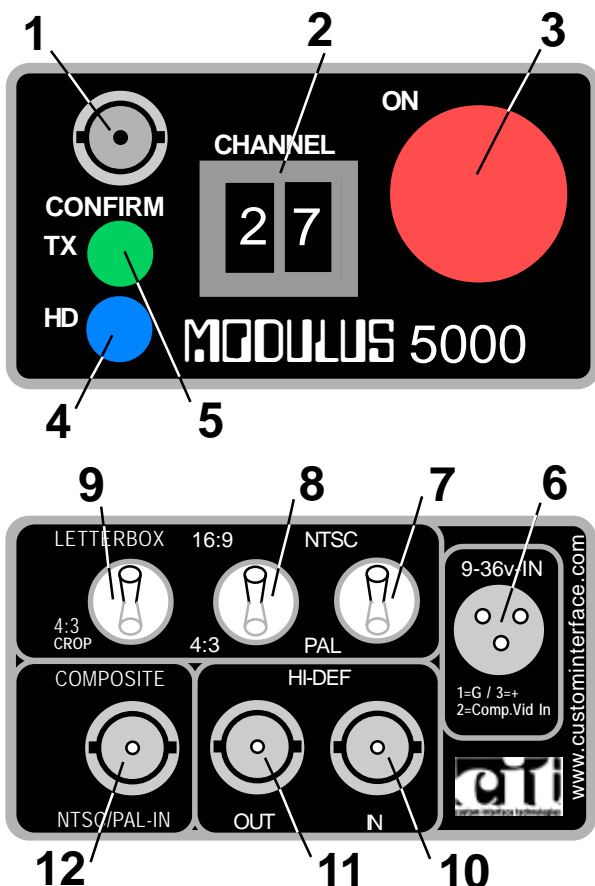 1 2 3
ON
CHANNEL
CONFIRM
2 7
TX
HD
MODULUS 5000
4 5
9 8 7 6
LETTERBOX 16:9 NTSC
9-36v-IN
4:3
CROP
4:3 PAL
1=G / 3=+
2=Comp.Vid In
COMPOSITE HI-DEF
www.custominterface.com
cit
NTSC/PAL-IN OUT IN
12 11 10